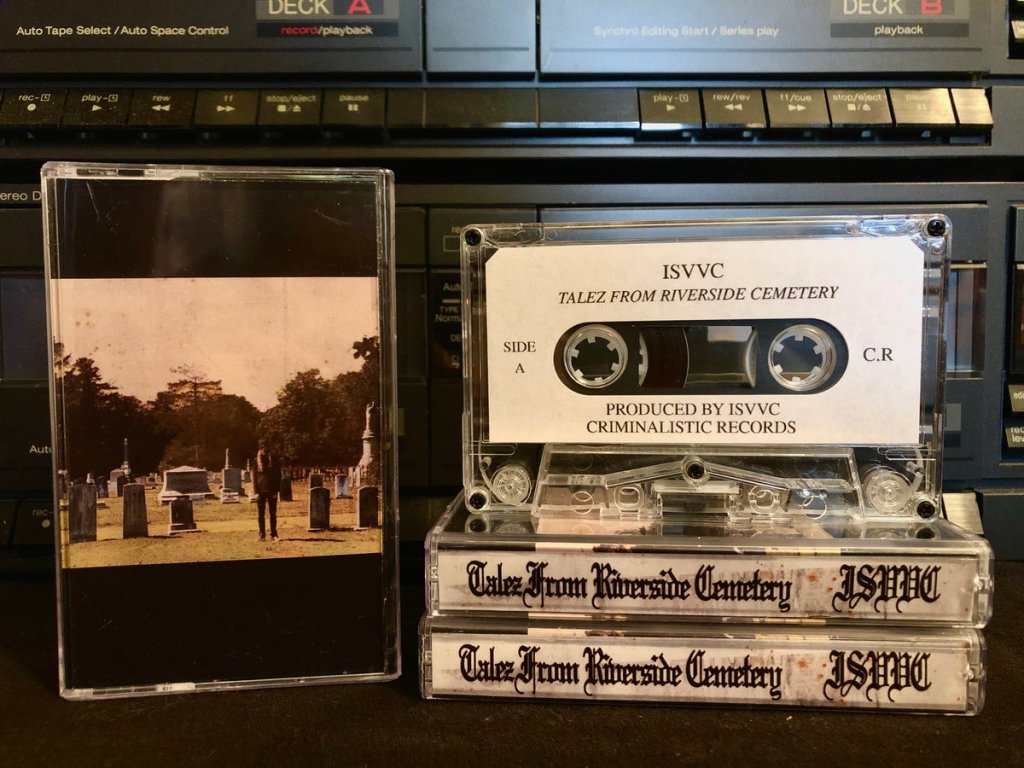 DECK A
record/playback
DECK B
playback
Auto Tape Select / Auto Space Control
Synchro Editing Start / Series play
rec
play
rew
ff
stop/eject
pause
play
rew/rev
ff/cue
stop/eject
ISVVC
TALEZ FROM RIVERSIDE CEMETERY
SIDE
A
C.R
PRODUCED BY ISVVC
CRIMINALISTIC RECORDS
Talez From Riverside Cemetery ISVVC
Talez From Riverside Cemetery ISVVC